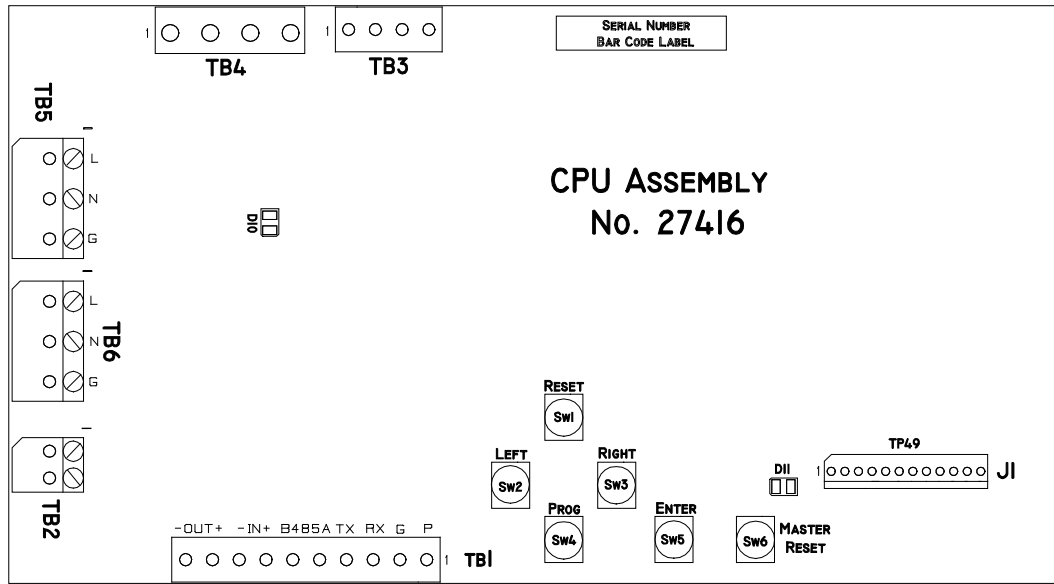 SERIAL NUMBER
BAR CODE LABEL
1
TB4
1
TB3
TB5
L
N
G
D10
CPU ASSEMBLY
No. 27416
L
N
G
TB6
RESET
SW1
LEFT
SW2
RIGHT
SW3
PROG
SW4
ENTER
SW5
SW6
MASTER
RESET
D11
TP49
1
J1
TB2
-OUT+ -IN+ B485A TX RX G P
1
TB1